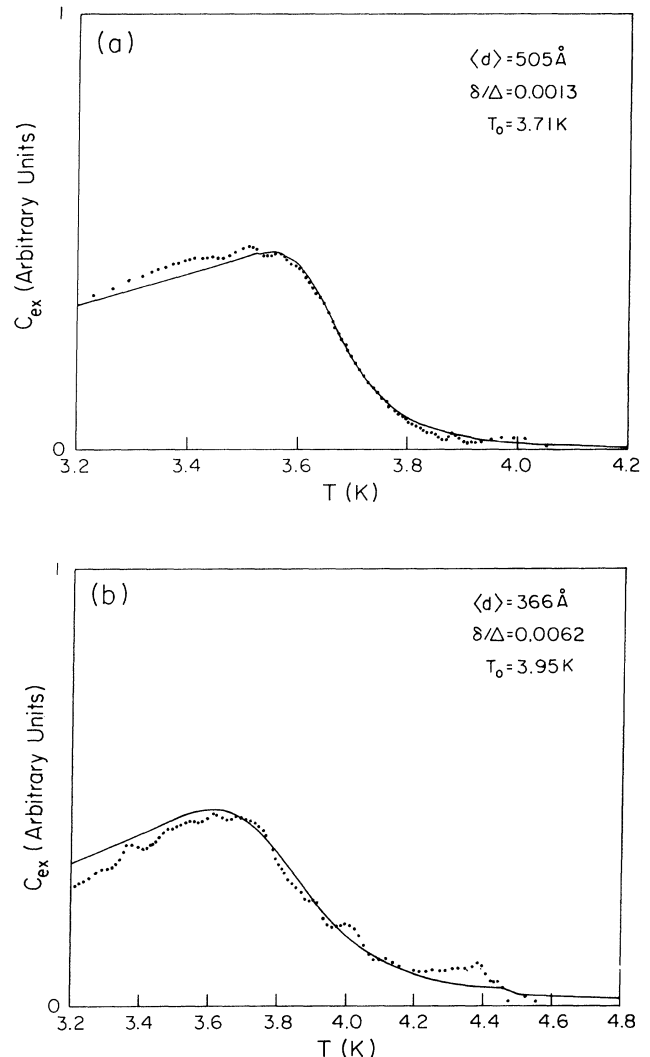 1
(a)
⟨d⟩=505Å
δ/Δ=0.0013
T₀=3.71K
C_ex (Arbitrary Units)
0
3.2 3.4 3.6 3.8 4.0 4.2
T (K)
1
(b)
⟨d⟩=366Å
δ/Δ=0.0062
T₀=3.95K
C_ex (Arbitrary Units)
0
3.2 3.4 3.6 3.8 4.0 4.2 4.4 4.6 4.8
T (K)